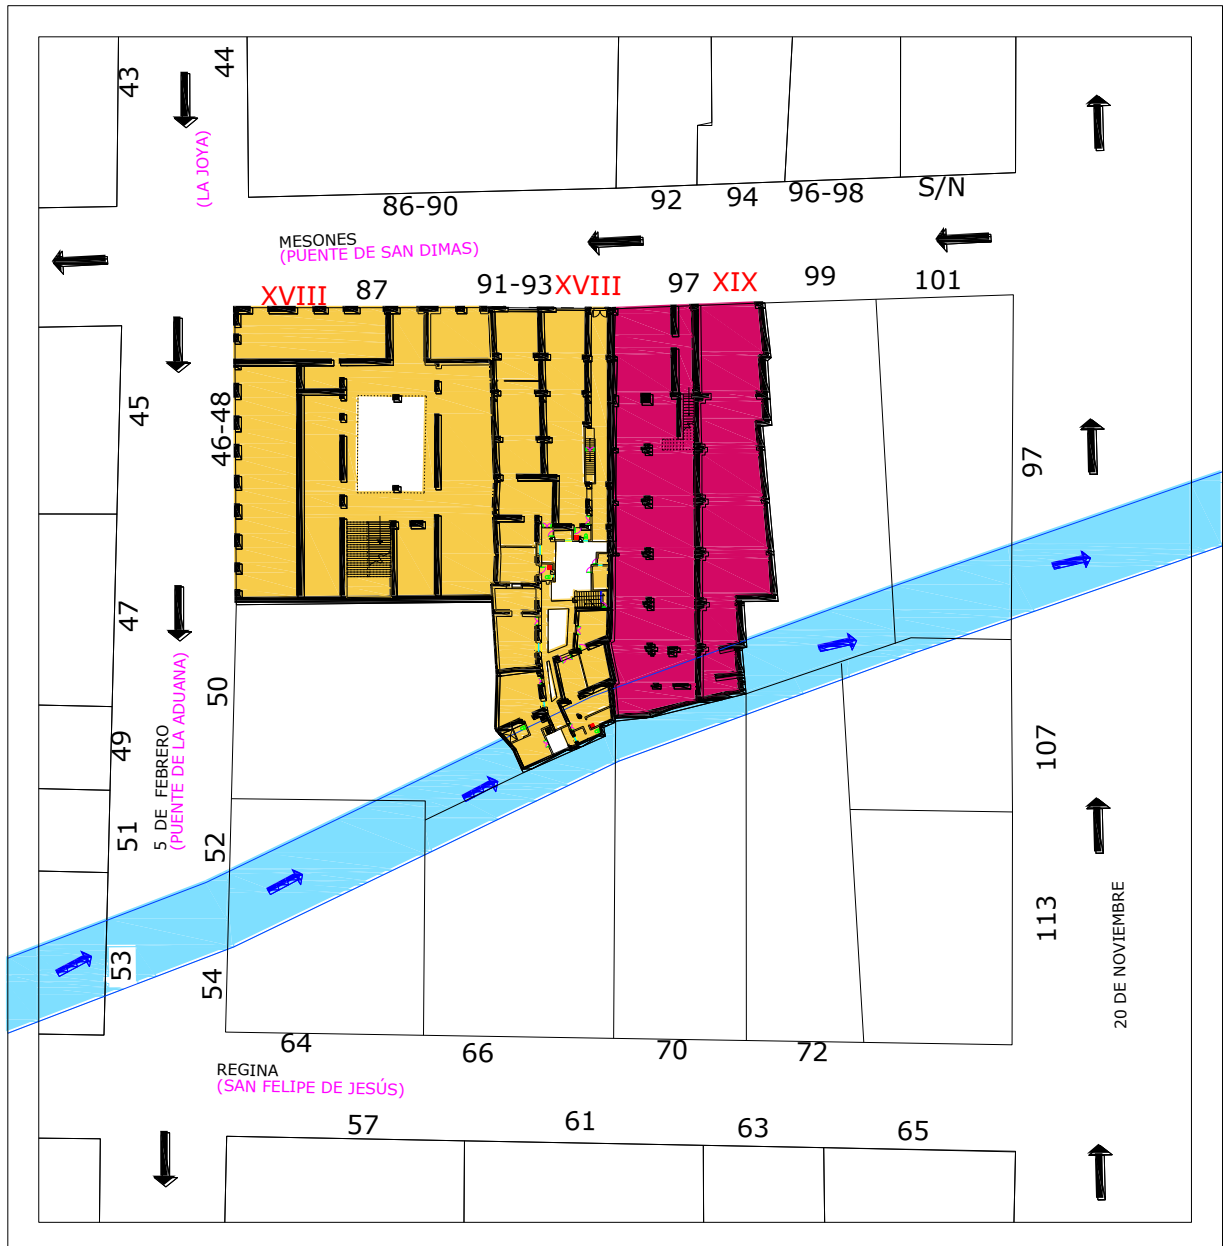 43
44
(LA JOYA)
86-90
92
94
96-98
S/N
MESONES
(PUENTE DE SAN DIMAS)
XVIII
87
91-93
XVIII
97
XIX
99
101
45
46-48
97
47
50
49
5 DE FEBRERO
(PUENTE DE LA ADUANA)
107
51
52
113
53
54
20 DE NOVIEMBRE
64
66
70
72
REGINA
(SAN FELIPE DE JESÚS)
57
61
63
65